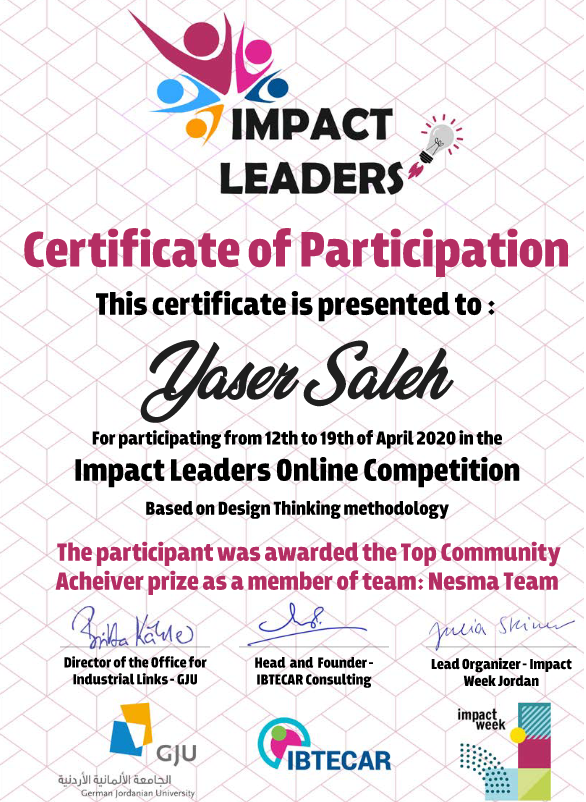 IMPACT
LEADERS
Certificate of Participation
This certificate is presented to :
Yaser Saleh
For participating from 12th to 19th of April 2020 in the
Impact Leaders Online Competition
Based on Design Thinking methodology
The participant was awarded the Top Community
Acheiver prize as a member of team: Nesma Team
Britta Kähler
Julia Skinner
Director of the Office for
Industrial Links - GJU
Head and Founder -
IBTECAR Consulting
Lead Organizer - Impact
Week Jordan
GJU
الجامعة الألمانية الأردنية
German Jordanian University
IBTECAR
impact
week